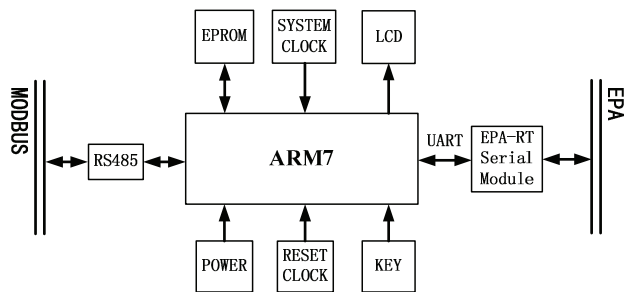 EPROM
SYSTEM
CLOCK
LCD
MODBUS
RS485
ARM7
UART
EPA-RT
Serial
Module
EPA
POWER
RESET
CLOCK
KEY